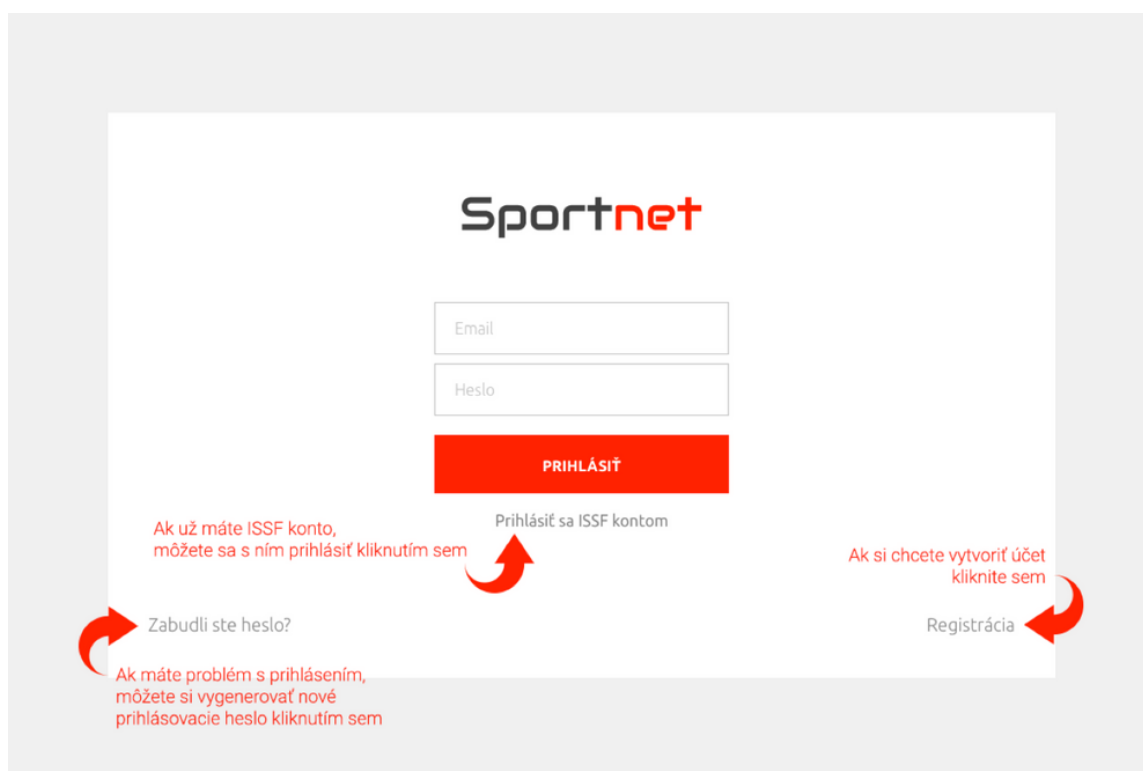 Sportnet
Email
Heslo
PRIHLÁSIŤ
Prihlásiť sa ISSF kontom
Ak už máte ISSF konto,
môžete sa s ním prihlásiť kliknutím sem
Ak si chcete vytvoriť účet
kliknite sem
Zabudli ste heslo?
Registrácia
Ak máte problém s prihlásením,
môžete si vygenerovať nové
prihlásovacie heslo kliknutím sem